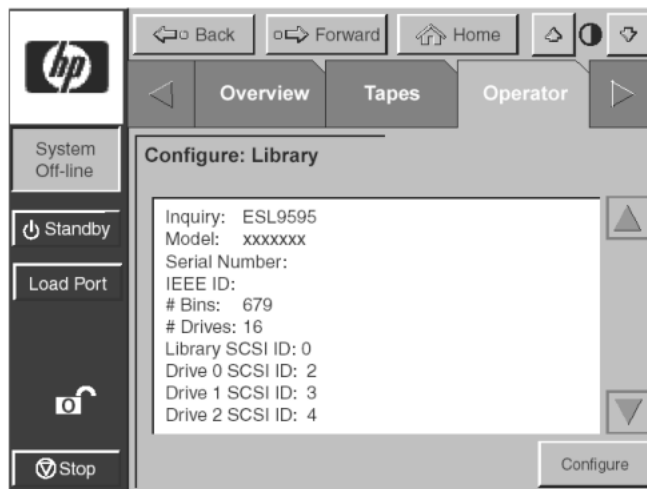 hp
Back
Forward
Home
Overview
Tapes
Operator
System
Off-line
Standby
Load Port
Stop
Configure: Library
Inquiry: ESL9595
Model: xxxxxxx
Serial Number:
IEEE ID:
# Bins: 679
# Drives: 16
Library SCSI ID: 0
Drive 0 SCSI ID: 2
Drive 1 SCSI ID: 3
Drive 2 SCSI ID: 4
Configure